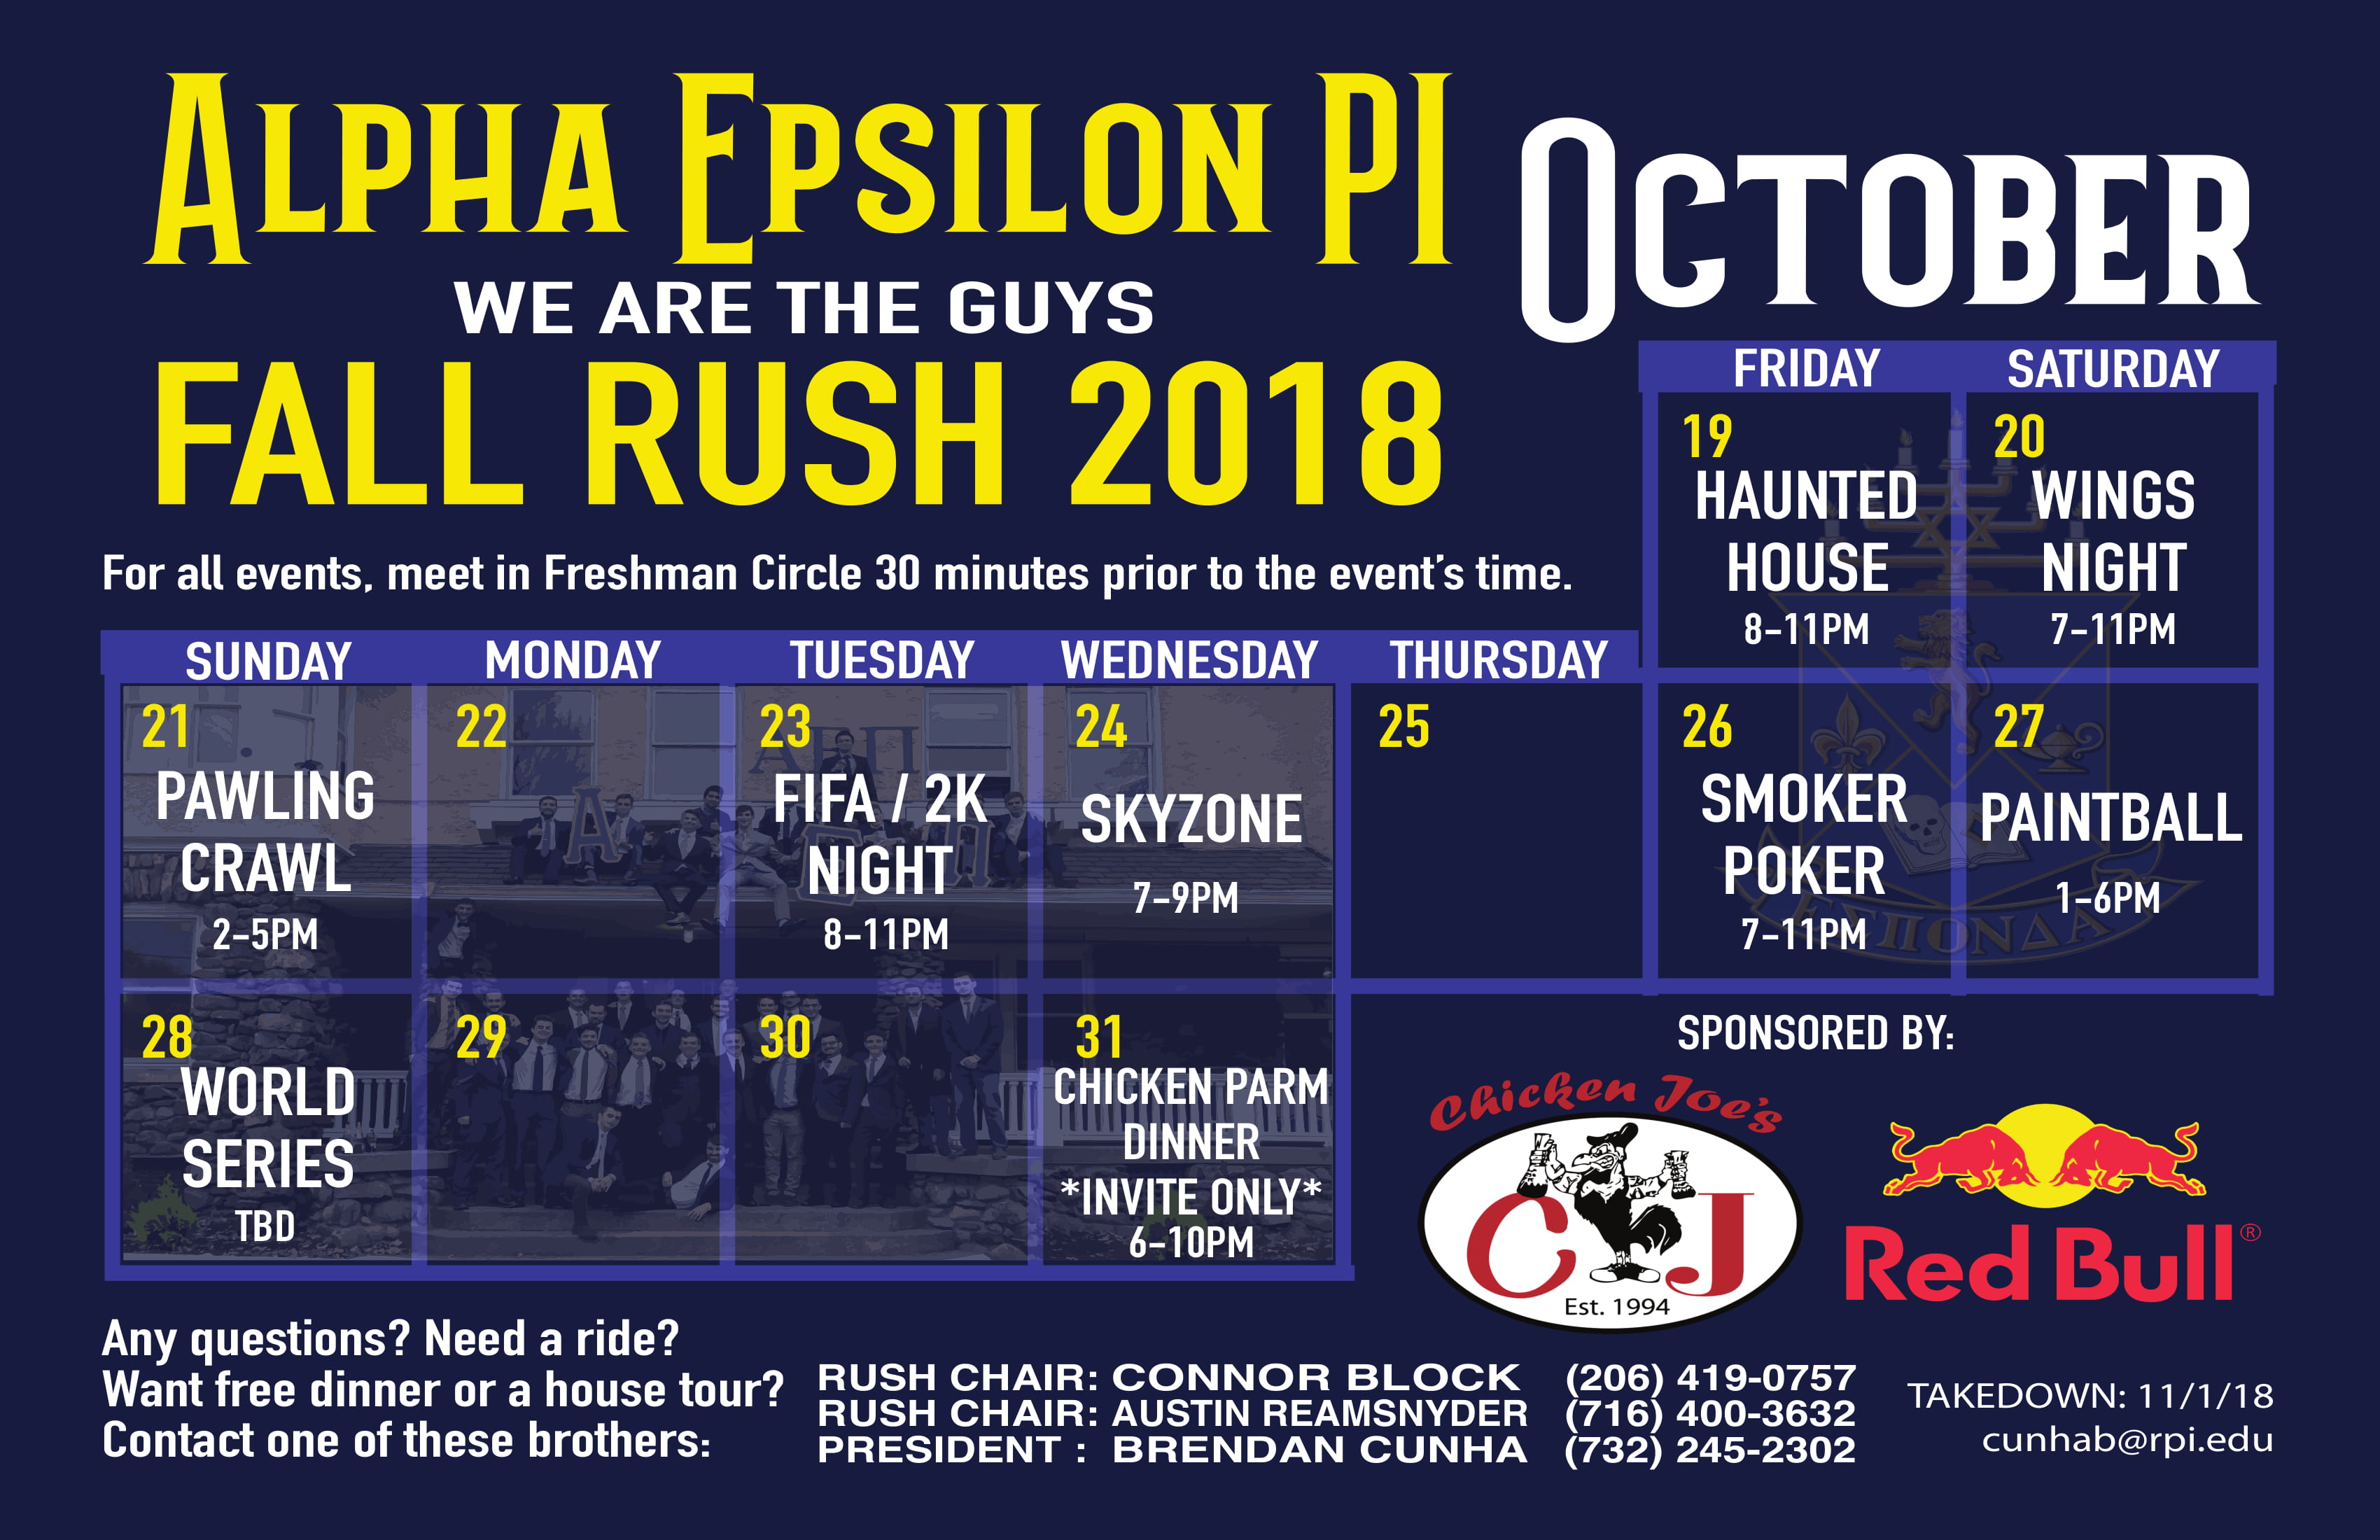 ALPHA EPSILON PI
WE ARE THE GUYS
FALL RUSH 2018
OCTOBER
For all events, meet in Freshman Circle 30 minutes prior to the event's time.
FRIDAY SATURDAY
19
HAUNTED
HOUSE
8-11PM
20
WINGS
NIGHT
7-11PM
SUNDAY MONDAY TUESDAY WEDNESDAY THURSDAY
21
PAWLING
CRAWL
2-5PM
22
23
FIFA / 2K
NIGHT
8-11PM
24
SKYZONE
7-9PM
25
26
SMOKER
POKER
7-11PM
27
PAINTBALL
1-6PM
28
WORLD
SERIES
TBD
29
30
31
CHICKEN PARM
DINNER
*INVITE ONLY*
6-10PM
ΑΕΠ
Α
Ε Π
ΕΣΠΟΝΔΑ
SPONSORED BY:
Chicken Joe's
CJ
Est. 1994
Red Bull®
Any questions? Need a ride?
Want free dinner or a house tour?
Contact one of these brothers:
RUSH CHAIR: CONNOR BLOCK (206) 419-0757
RUSH CHAIR: AUSTIN REAMSNYDER (716) 400-3632
PRESIDENT : BRENDAN CUNHA (732) 245-2302
TAKEDOWN: 11/1/18
cunhab@rpi.edu